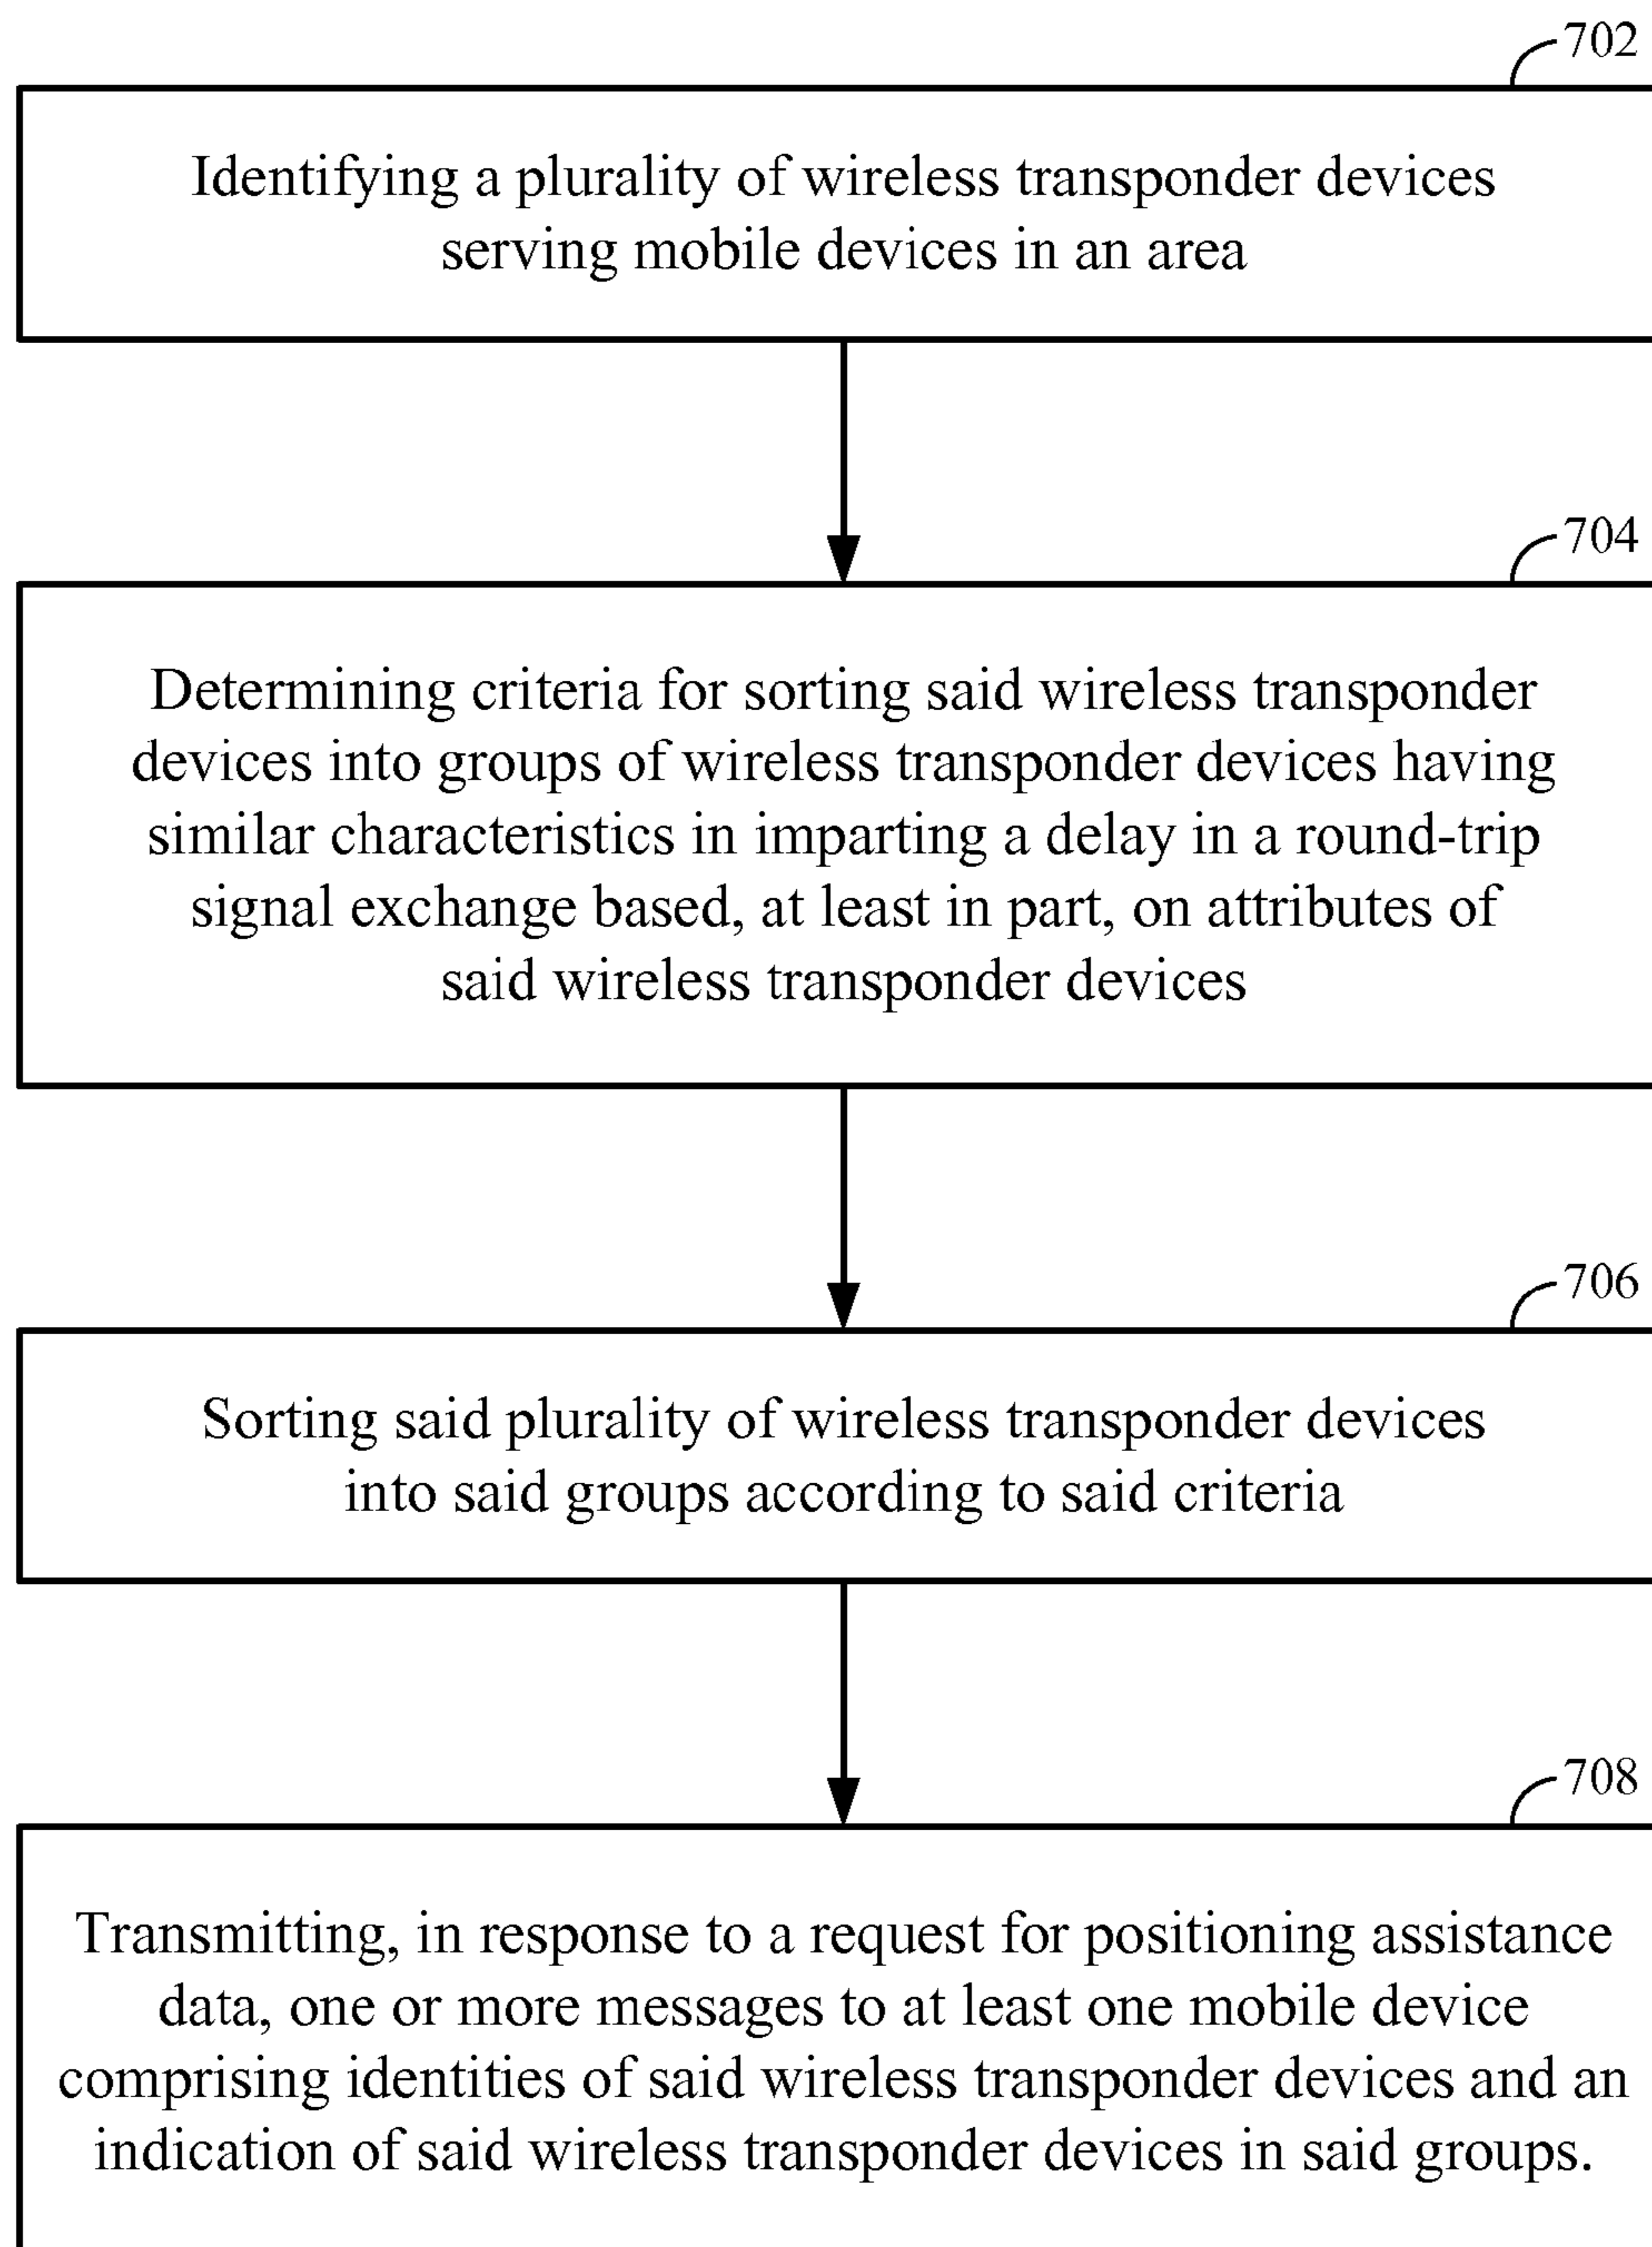 702
Identifying a plurality of wireless transponder devices
serving mobile devices in an area
704
Determining criteria for sorting said wireless transponder
devices into groups of wireless transponder devices having
similar characteristics in imparting a delay in a round-trip
signal exchange based, at least in part, on attributes of
said wireless transponder devices
706
Sorting said plurality of wireless transponder devices
into said groups according to said criteria
708
Transmitting, in response to a request for positioning assistance
data, one or more messages to at least one mobile device
comprising identities of said wireless transponder devices and an
indication of said wireless transponder devices in said groups.